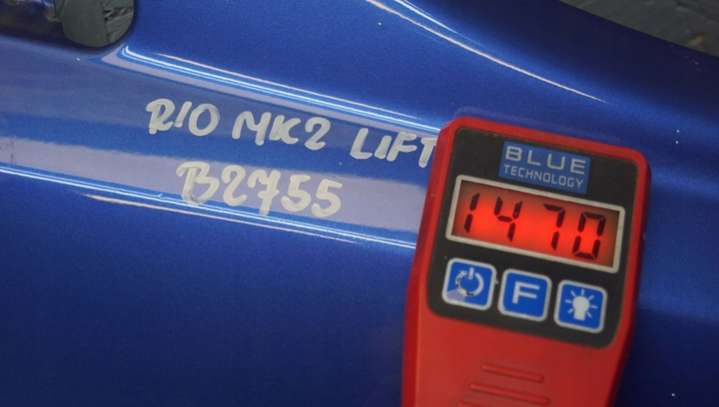 RIO MK2 LIFT
B2755
BLUE
TECHNOLOGY
1470
F